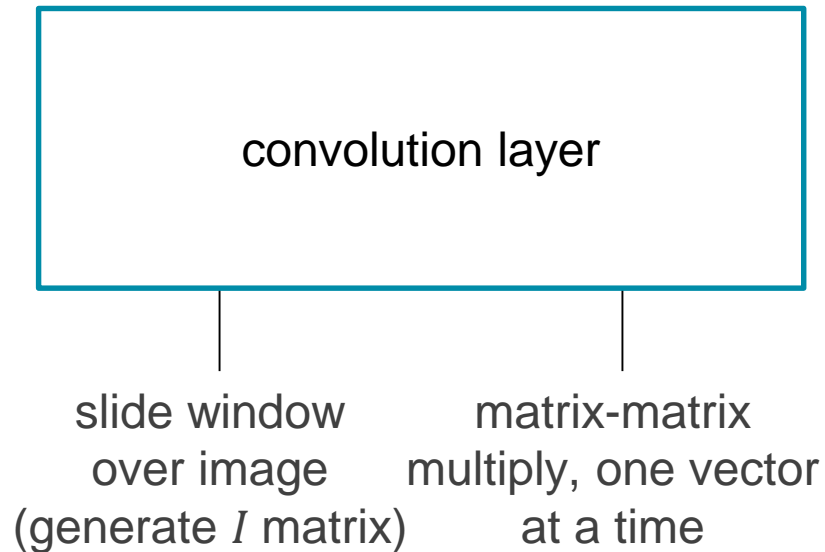 convolution layer
slide window
over image
(generate I matrix)
matrix-matrix
multiply, one vector
at a time